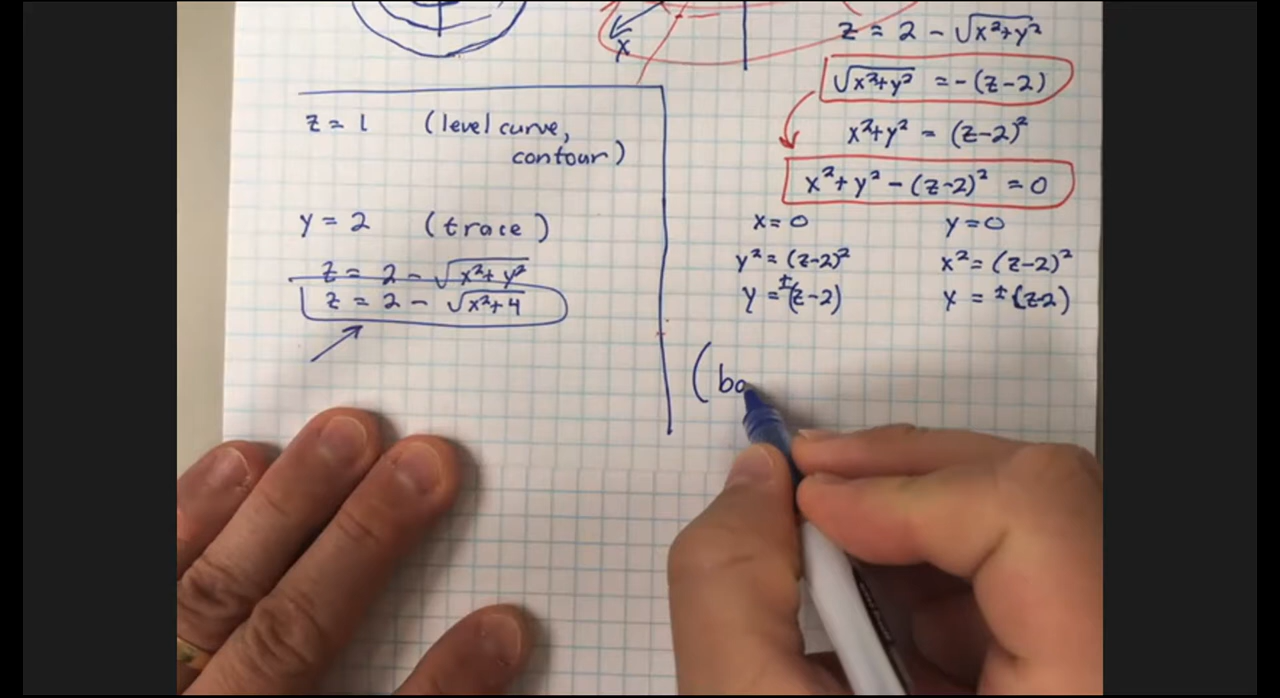 x
z = 1 (level curve,
contour)
y = 2 (trace)
z = 2 - √x²+y²
z = 2 - √x²+4
z = 2 - √x²+y²
√x²+y² = -(z-2)
x²+y² = (z-2)²
x²+y² - (z-2)² = 0
x = 0 y = 0
y² = (z-2)² x² = (z-2)²
y = ±(z-2) x = ±(z-2)
(bo